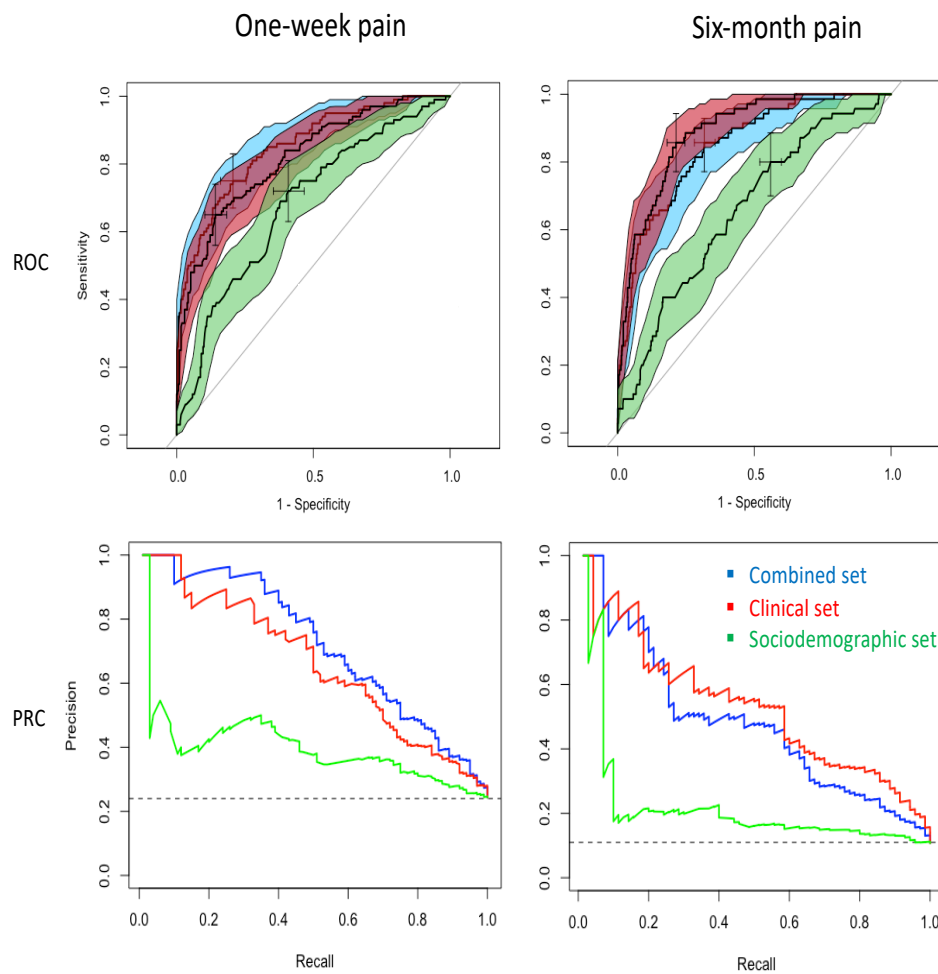 One-week pain
Six-month pain
ROC
Sensitivity
0.0 0.2 0.4 0.6 0.8 1.0
0.0 0.5 1.0
1 - Specificity
0.0 0.2 0.4 0.6 0.8 1.0
0.0 0.5 1.0
1 - Specificity
PRC
Precision
0.0 0.2 0.4 0.6 0.8 1.0
0.0 0.2 0.4 0.6 0.8 1.0
Recall
0.0 0.2 0.4 0.6 0.8 1.0
Combined set
Clinical set
Sociodemographic set
0.0 0.2 0.4 0.6 0.8 1.0
Recall